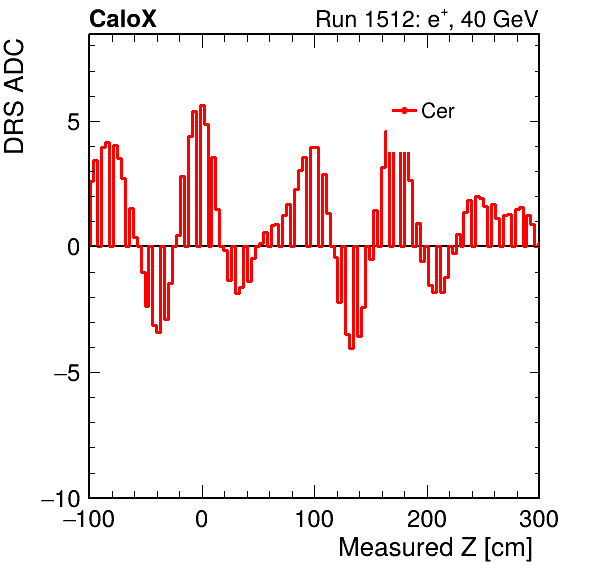 CaloX
Run 1512: e⁺, 40 GeV
DRS ADC
5
Cer
0
−5
−10
−100 0 100 200 300
Measured Z [cm]